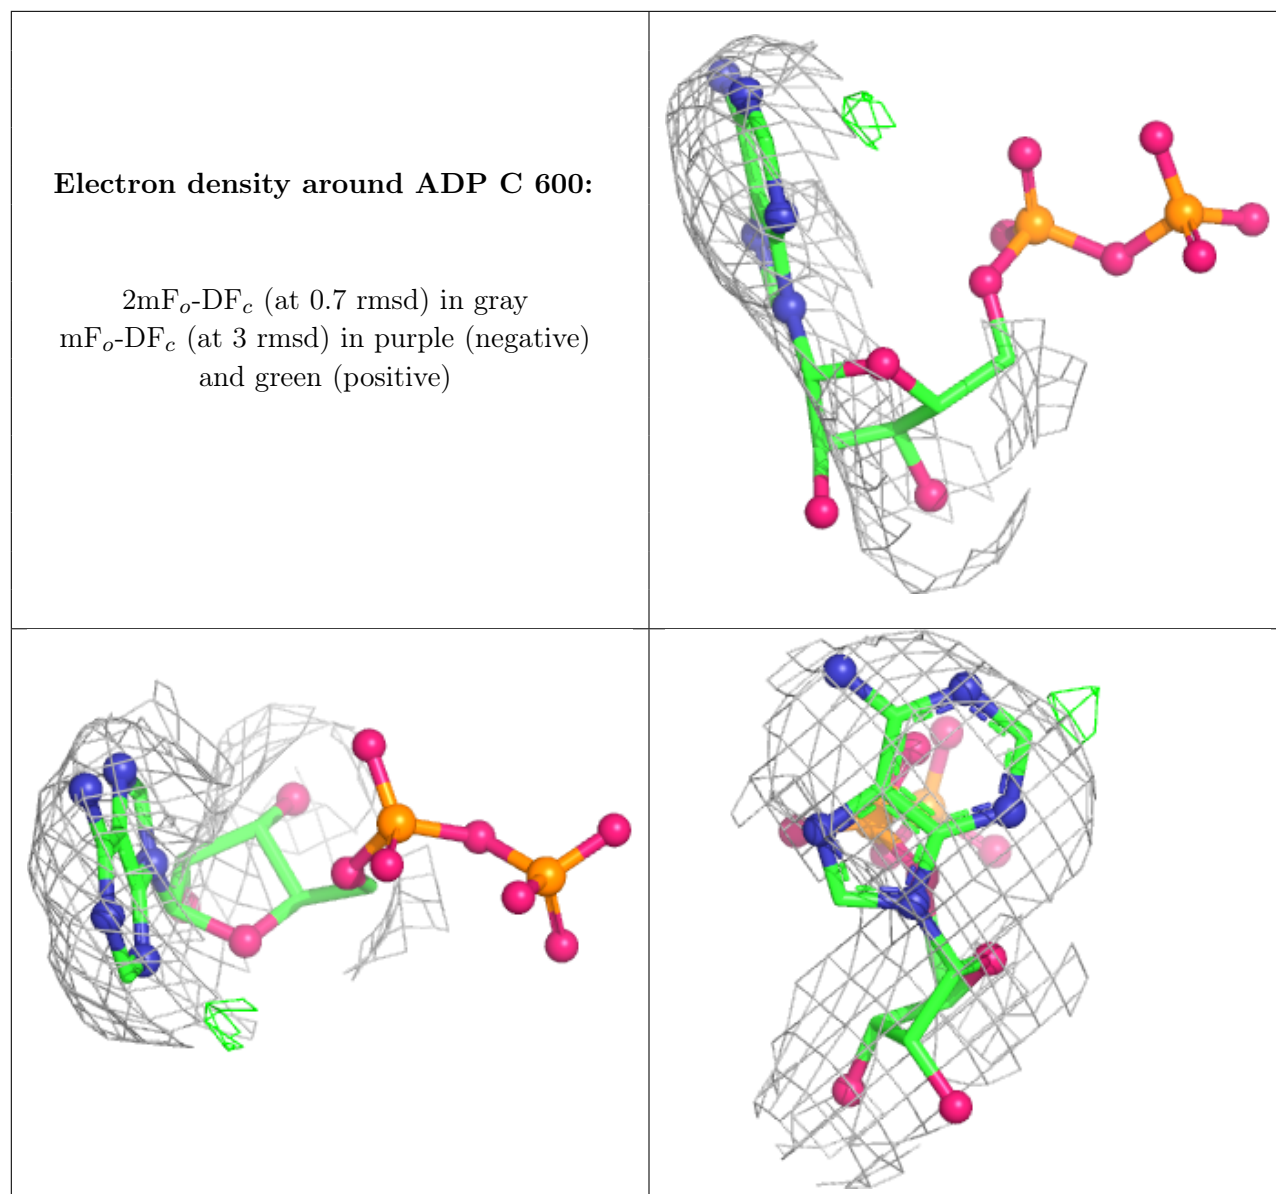 Electron density around ADP C 600:
2mFₒ-DF𝒸 (at 0.7 rmsd) in gray
mFₒ-DF𝒸 (at 3 rmsd) in purple (negative)
and green (positive)